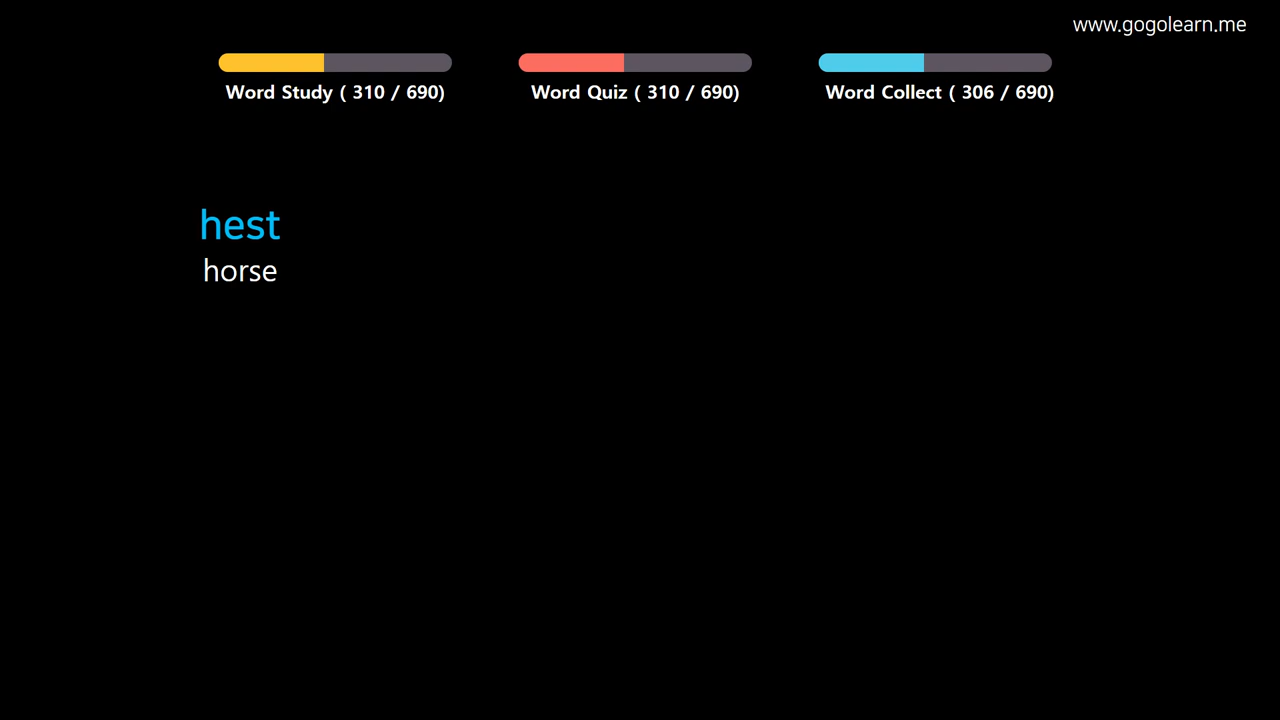 www.gogolearn.me
Word Study ( 310 / 690)
Word Quiz ( 310 / 690)
Word Collect ( 306 / 690)
hest
horse